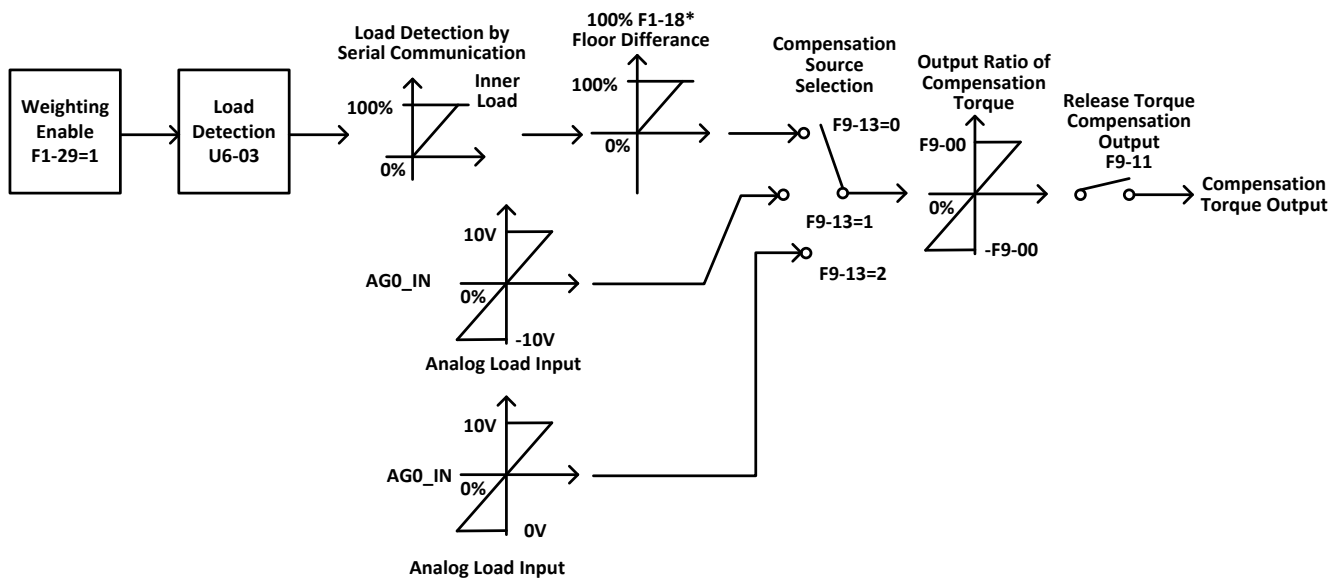 Weighting
Enable
F1-29=1
Load
Detection
U6-03
Load Detection by
Serial Communication
100%
0%
Inner
Load
100% F1-18*
Floor Differance
100%
0%
Compensation
Source
Selection
F9-13=0
F9-13=1
F9-13=2
Output Ratio of
Compensation
Torque
F9-00
0%
-F9-00
Release Torque
Compensation
Output
F9-11
Compensation
Torque Output
10V
AG0_IN
0%
-10V
Analog Load Input
10V
AG0_IN
0%
0V
Analog Load Input